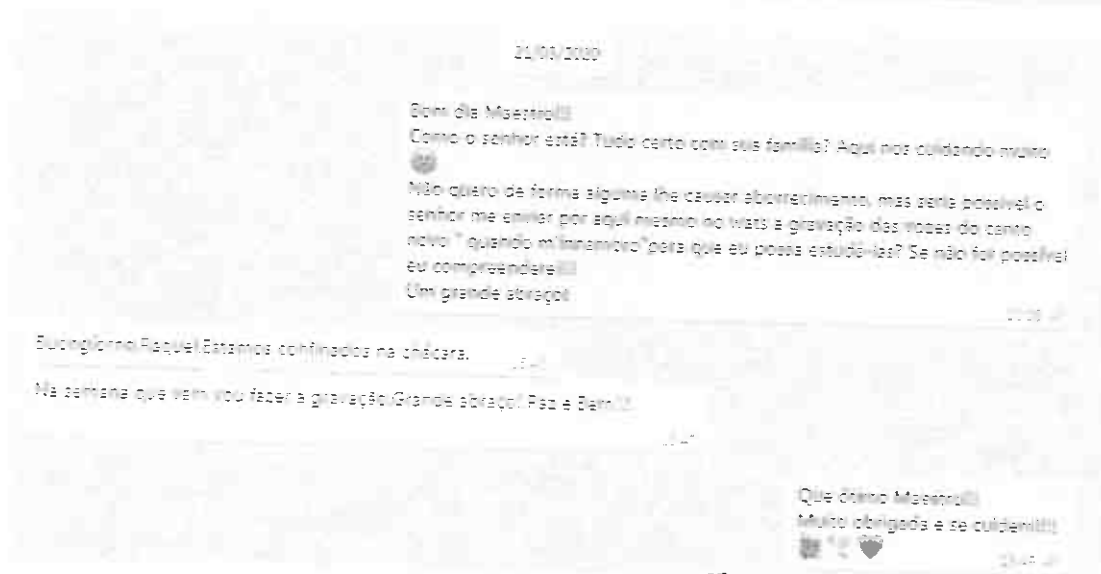 Bom dia Maestro!!!
Como o senhor está? Tudo certo com sua família? Aqui nos cuidando muito
Não quero de forma alguma lhe causar aborrecimento, mas seria possível o
senhor me enviar por aqui mesmo no wats a gravação das vozes do canto
novo " quando m'innamoro"para que eu possa estudá-las? Se não for possível
eu compreenderei!!!
Um grande abraço!
Buongiorno Raquel.Estamos confinados na chácara.
Na semana que vem vou fazer a gravação.Grande abraço! Paz e Bem!!!
Que ótimo Maestro!!!
Muito obrigada e se cuidem!!!!